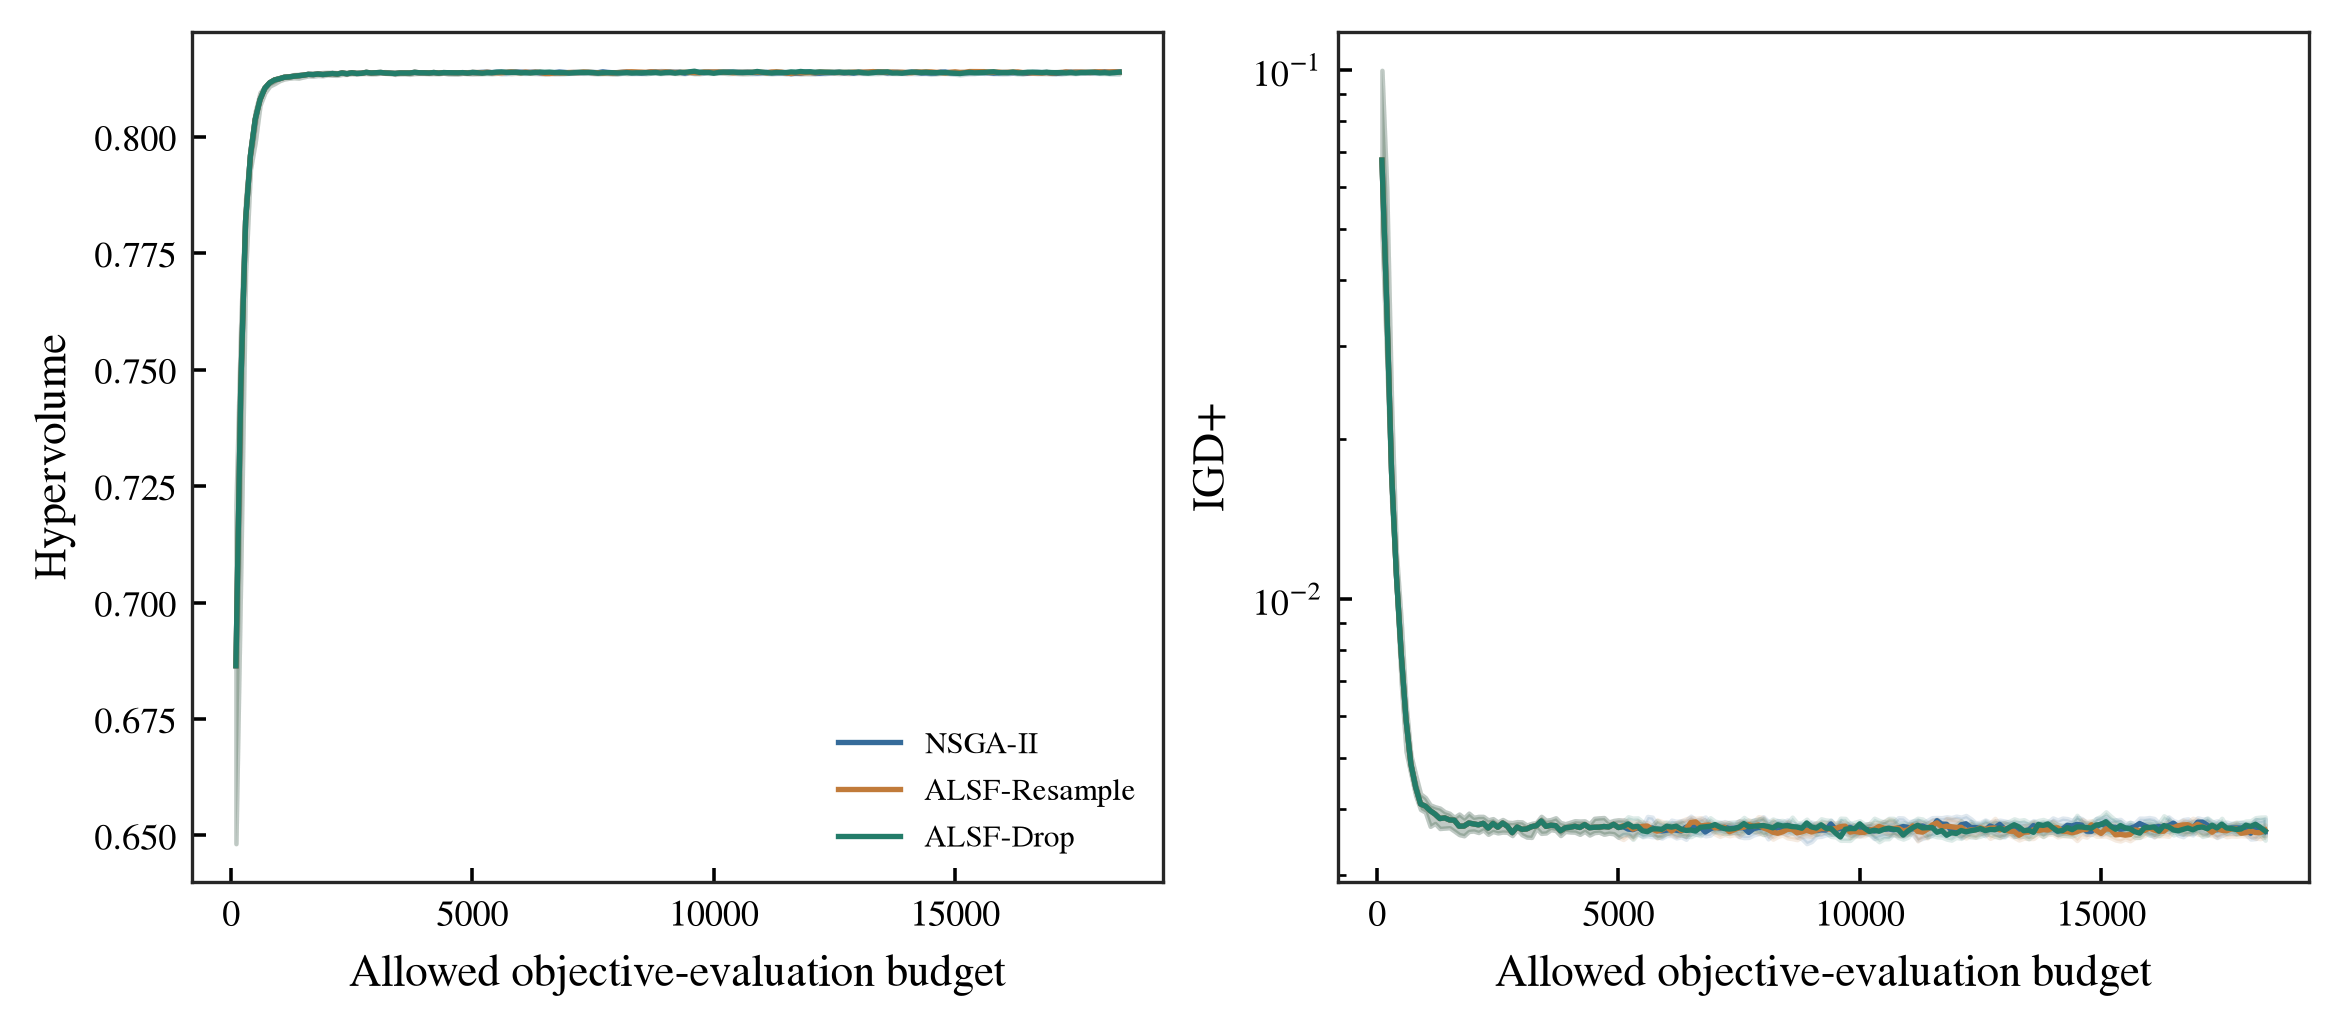 Hypervolume
0.800
0.775
0.750
0.725
0.700
0.675
0.650
0
5000
10000
15000
Allowed objective-evaluation budget
NSGA-II
ALSF-Resample
ALSF-Drop
IGD+
10⁻¹
10⁻²
0
5000
10000
15000
Allowed objective-evaluation budget